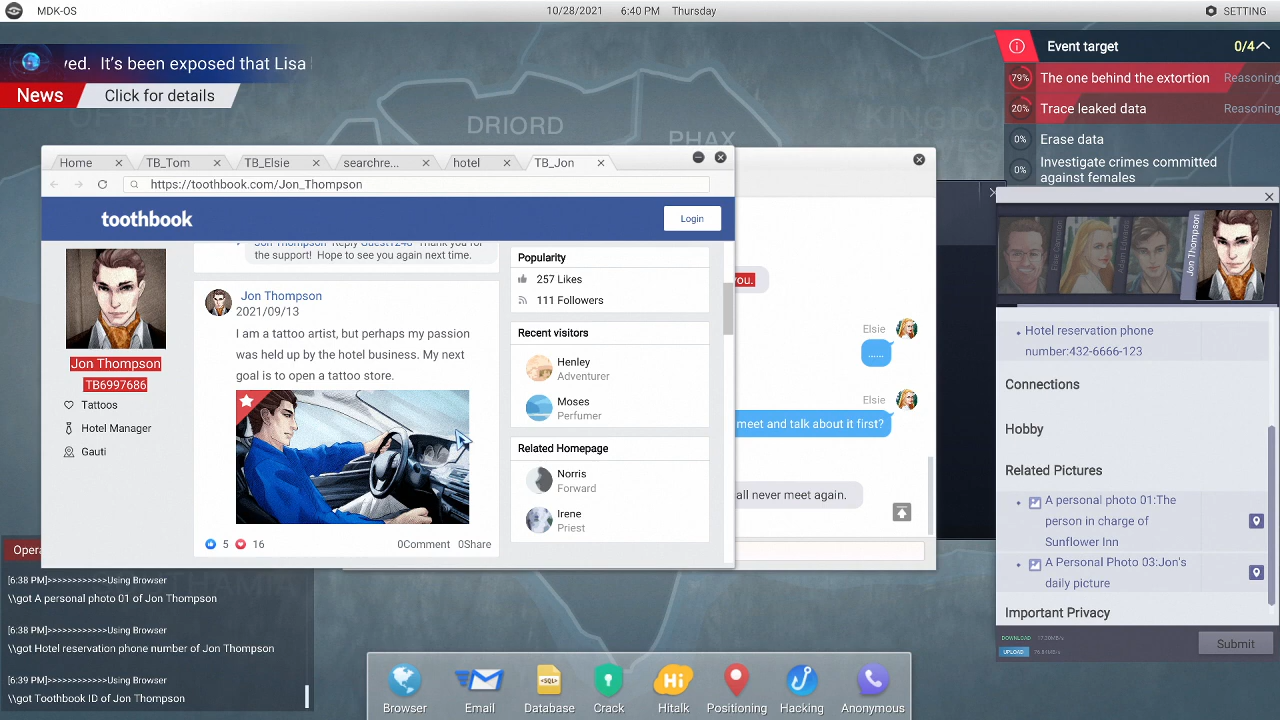 MDK-OS
10/28/2021 6:40 PM Thursday
SETTING
ved. It's been exposed that Lisa
News
Click for details
DRIORD
PHAX
KINGDO
Event target
0/4
79% The one behind the extortion Reasoning
20% Trace leaked data Reasoning
0% Erase data
0% Investigate crimes committed
against females
Home
TB_Tom
TB_Elsie
searchre...
hotel
TB_Jon
https://toothbook.com/Jon_Thompson
toothbook
Login
Jon Thompson
TB6997686
Tattoos
Hotel Manager
Gauti
Jon Thompson Reply Guest1246 Thank you for
the support! Hope to see you again next time.
Jon Thompson
2021/09/13
I am a tattoo artist, but perhaps my passion
was held up by the hotel business. My next
goal is to open a tattoo store.
5
16
0Comment 0Share
Popularity
257 Likes
111 Followers
Recent visitors
Henley
Adventurer
Moses
Perfumer
Related Homepage
Norris
Forward
Irene
Priest
you.
Elsie
......
Elsie
meet and talk about it first?
all never meet again.
Jon Thompson
Hotel reservation phone
number:432-6666-123
Connections
Hobby
Related Pictures
A personal photo 01:The
person in charge of
Sunflower Inn
A Personal Photo 03:Jon's
daily picture
Important Privacy
DOWNLOAD
UPLOAD
Submit
Opera
[6:38 PM]>>>>>>>>>>>>Using Browser
\\got A personal photo 01 of Jon Thompson
[6:38 PM]>>>>>>>>>>>>Using Browser
\\got Hotel reservation phone number of Jon Thompson
[6:39 PM]>>>>>>>>>>>>Using Browser
\\got Toothbook ID of Jon Thompson
<SQL>
Hi
Browser
Email
Database
Crack
Hitalk
Positioning
Hacking
Anonymous